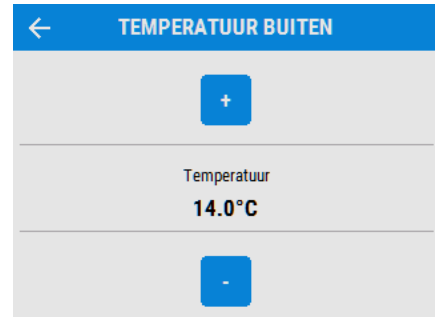 TEMPERATUUR BUITEN
+
Temperatuur
14.0°C
-